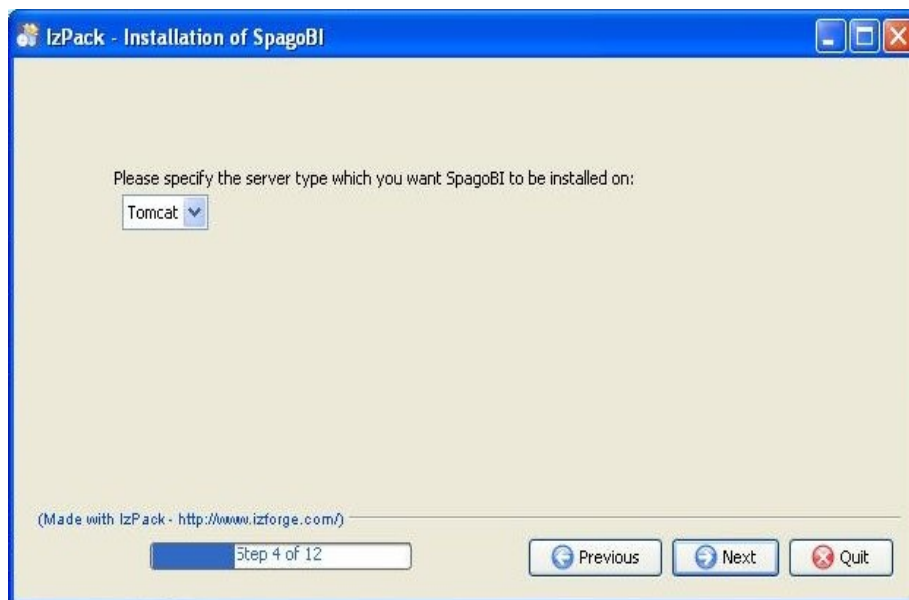 IzPack - Installation of SpagoBI
Please specify the server type which you want SpagoBI to be installed on:
Tomcat
(Made with IzPack - http://www.izforge.com/)
Step 4 of 12
Previous
Next
Quit